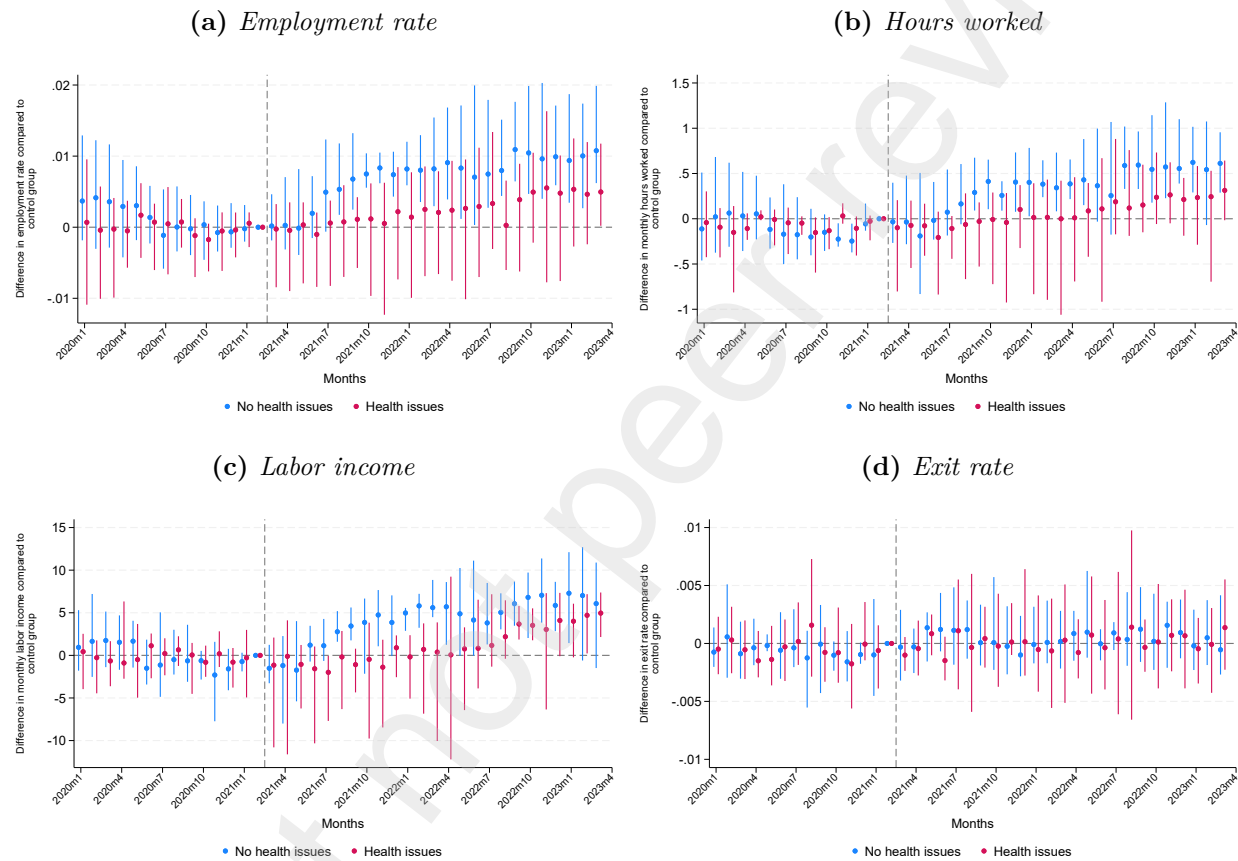 (a) Employment rate
Difference in employment rate compared to
control group
.02
.01
0
-.01
2020m1
2020m4
2020m7
2020m10
2021m1
2021m4
2021m7
2021m10
2022m1
2022m4
2022m7
2022m10
2023m1
2023m4
Months
No health issues
Health issues
(b) Hours worked
Difference in monthly hours worked compared to
control group
1.5
1
.5
0
-.5
-1
2020m1
2020m4
2020m7
2020m10
2021m1
2021m4
2021m7
2021m10
2022m1
2022m4
2022m7
2022m10
2023m1
2023m4
Months
No health issues
Health issues
(c) Labor income
Difference in monthly labor income compared to
control group
15
10
5
0
-5
-10
2020m1
2020m4
2020m7
2020m10
2021m1
2021m4
2021m7
2021m10
2022m1
2022m4
2022m7
2022m10
2023m1
2023m4
Months
No health issues
Health issues
(d) Exit rate
Difference in exit rate compared to
control group
.01
.005
0
-.005
-.01
2020m1
2020m4
2020m7
2020m10
2021m1
2021m4
2021m7
2021m10
2022m1
2022m4
2022m7
2022m10
2023m1
2023m4
Months
No health issues
Health issues
not peer rev